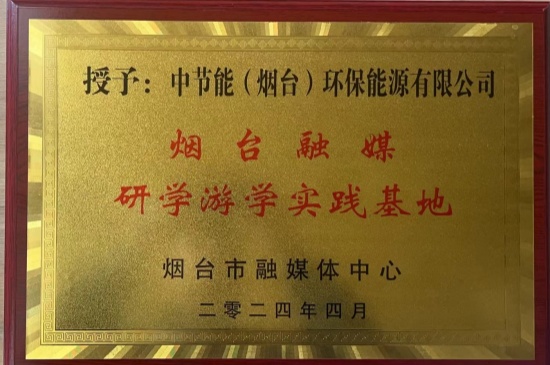 授予：中节能（烟台）环保能源有限公司
烟台融媒
研学游学实践基地
烟台市融媒体中心
二零二四年四月